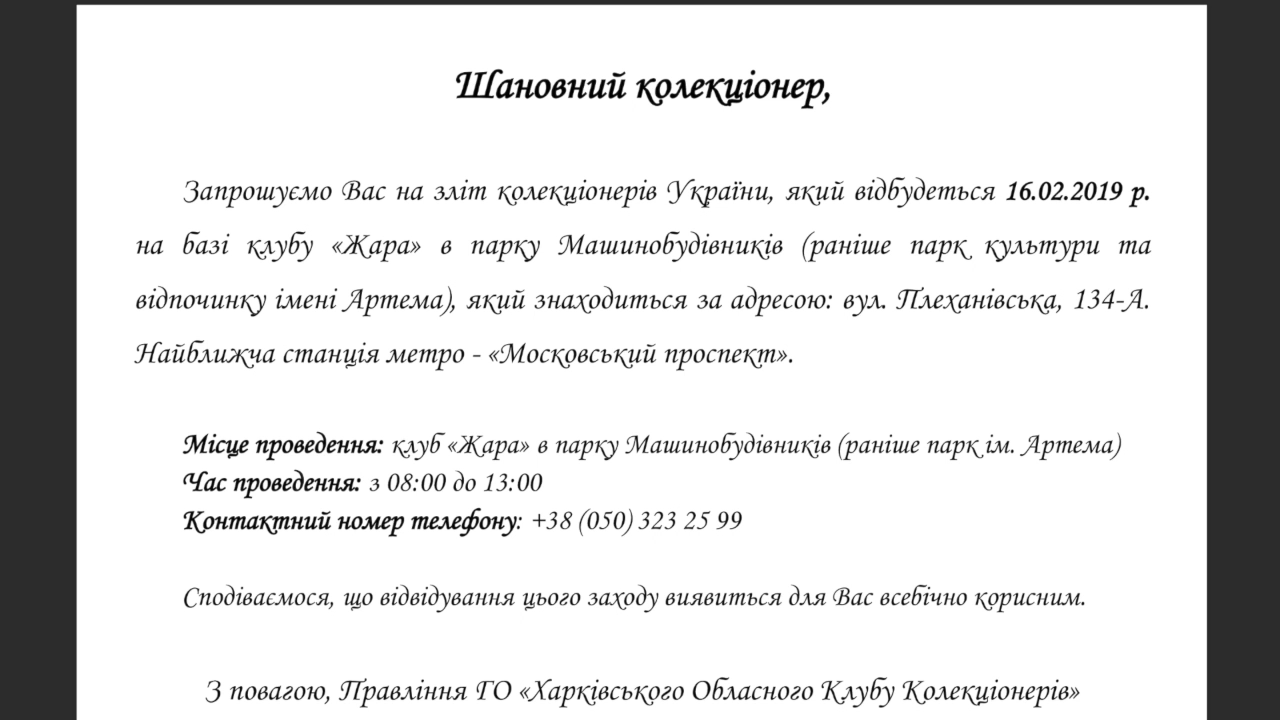 Шановний колекціонер,
Запрошуємо Вас на зліт колекціонерів України, який відбудеться 16.02.2019 р.
на базі клубу «Жара» в парку Машинобудівників (раніше парк культури та
відпочинку імені Артема), який знаходиться за адресою: вул. Плеханівська, 134-А.
Найближча станція метро - «Московський проспект».
Місце проведення: клуб «Жара» в парку Машинобудівників (раніше парк ім. Артема)
Час проведення: з 08:00 до 13:00
Контактний номер телефону: +38 (050) 323 25 99
Сподіваємося, що відвідування цього заходу виявиться для Вас всебічно корисним.
З повагою, Правління ГО «Харківського Обласного Клубу Колекціонерів»